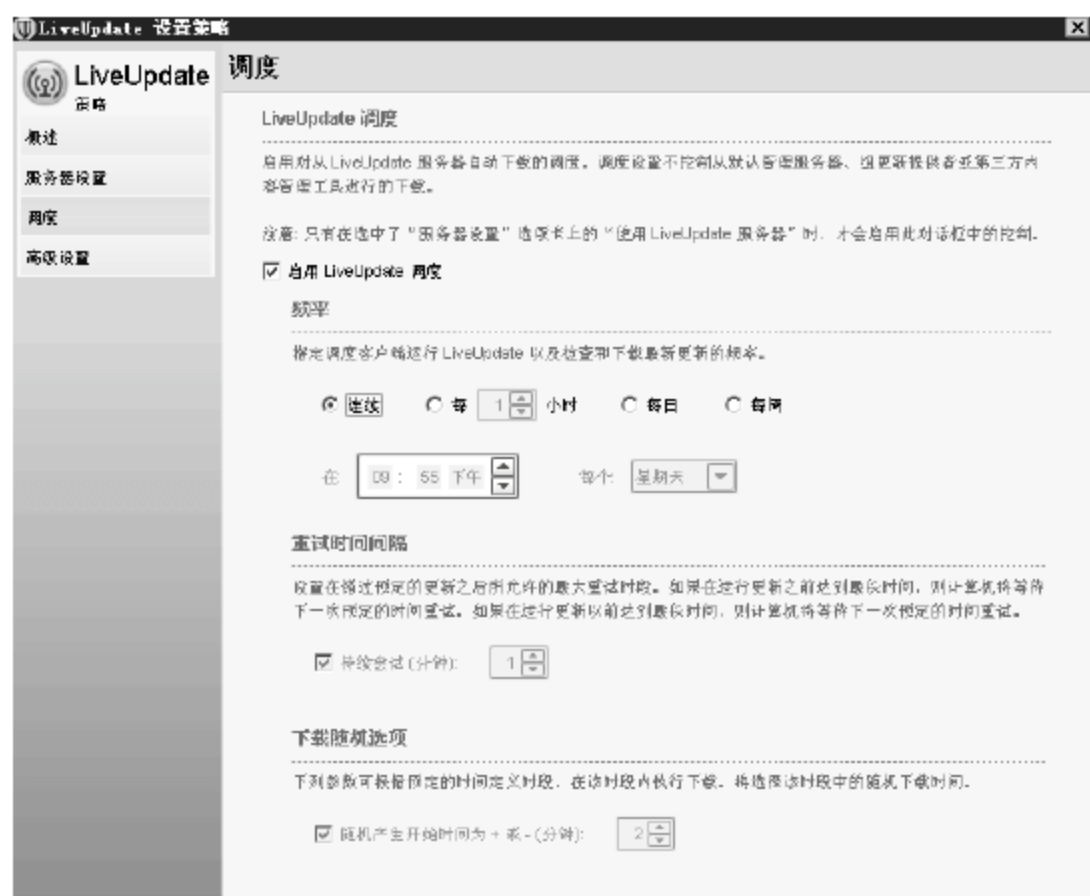 LiveUpdate 设置策略
LiveUpdate
策略
概述
服务器设置
调度
高级设置
调度
LiveUpdate 调度
启用对从 LiveUpdate 服务器自动下载的调度。调度设置不控制从默认管理服务器、组更新提供者或第三方内
容管理工具进行的下载。
注意: 只有在选中了“服务器设置”选项卡上的“使用 LiveUpdate 服务器”时，才会启用此对话框中的控制。
启用 LiveUpdate 调度
频率
指定调度客户端运行 LiveUpdate 以及检查和下载最新更新的频率。
连续 每 1 小时 每日 每周
在 09 : 55 下午 每个: 星期天
重试时间间隔
设置在错过预定的更新之后所允许的最大重试时段。如果在运行更新之前达到最长时间，则计算机将等待
下一次预定的时间重试。如果在运行更新以前达到最长时间，则计算机将等待下一次预定的时间重试。
持续尝试(分钟): 1
下载随机选项
下列参数可根据预定的时间定义时段，在该时段内执行下载。将选择该时段中的随机下载时间。
随机产生开始时间为 + 或 - (分钟): 2